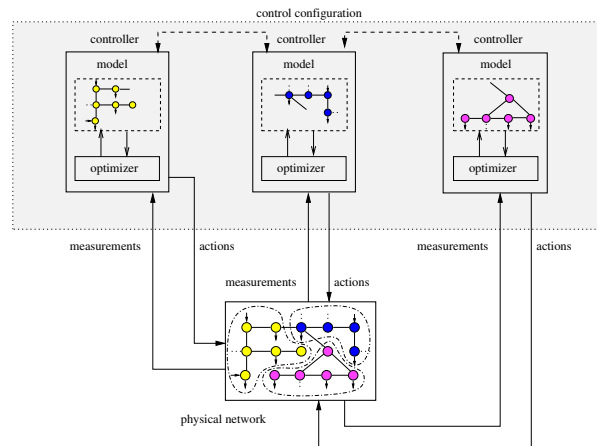 control configuration
controller
controller
controller
model
model
model
optimizer
optimizer
optimizer
measurements
actions
measurements
actions
measurements
actions
physical network